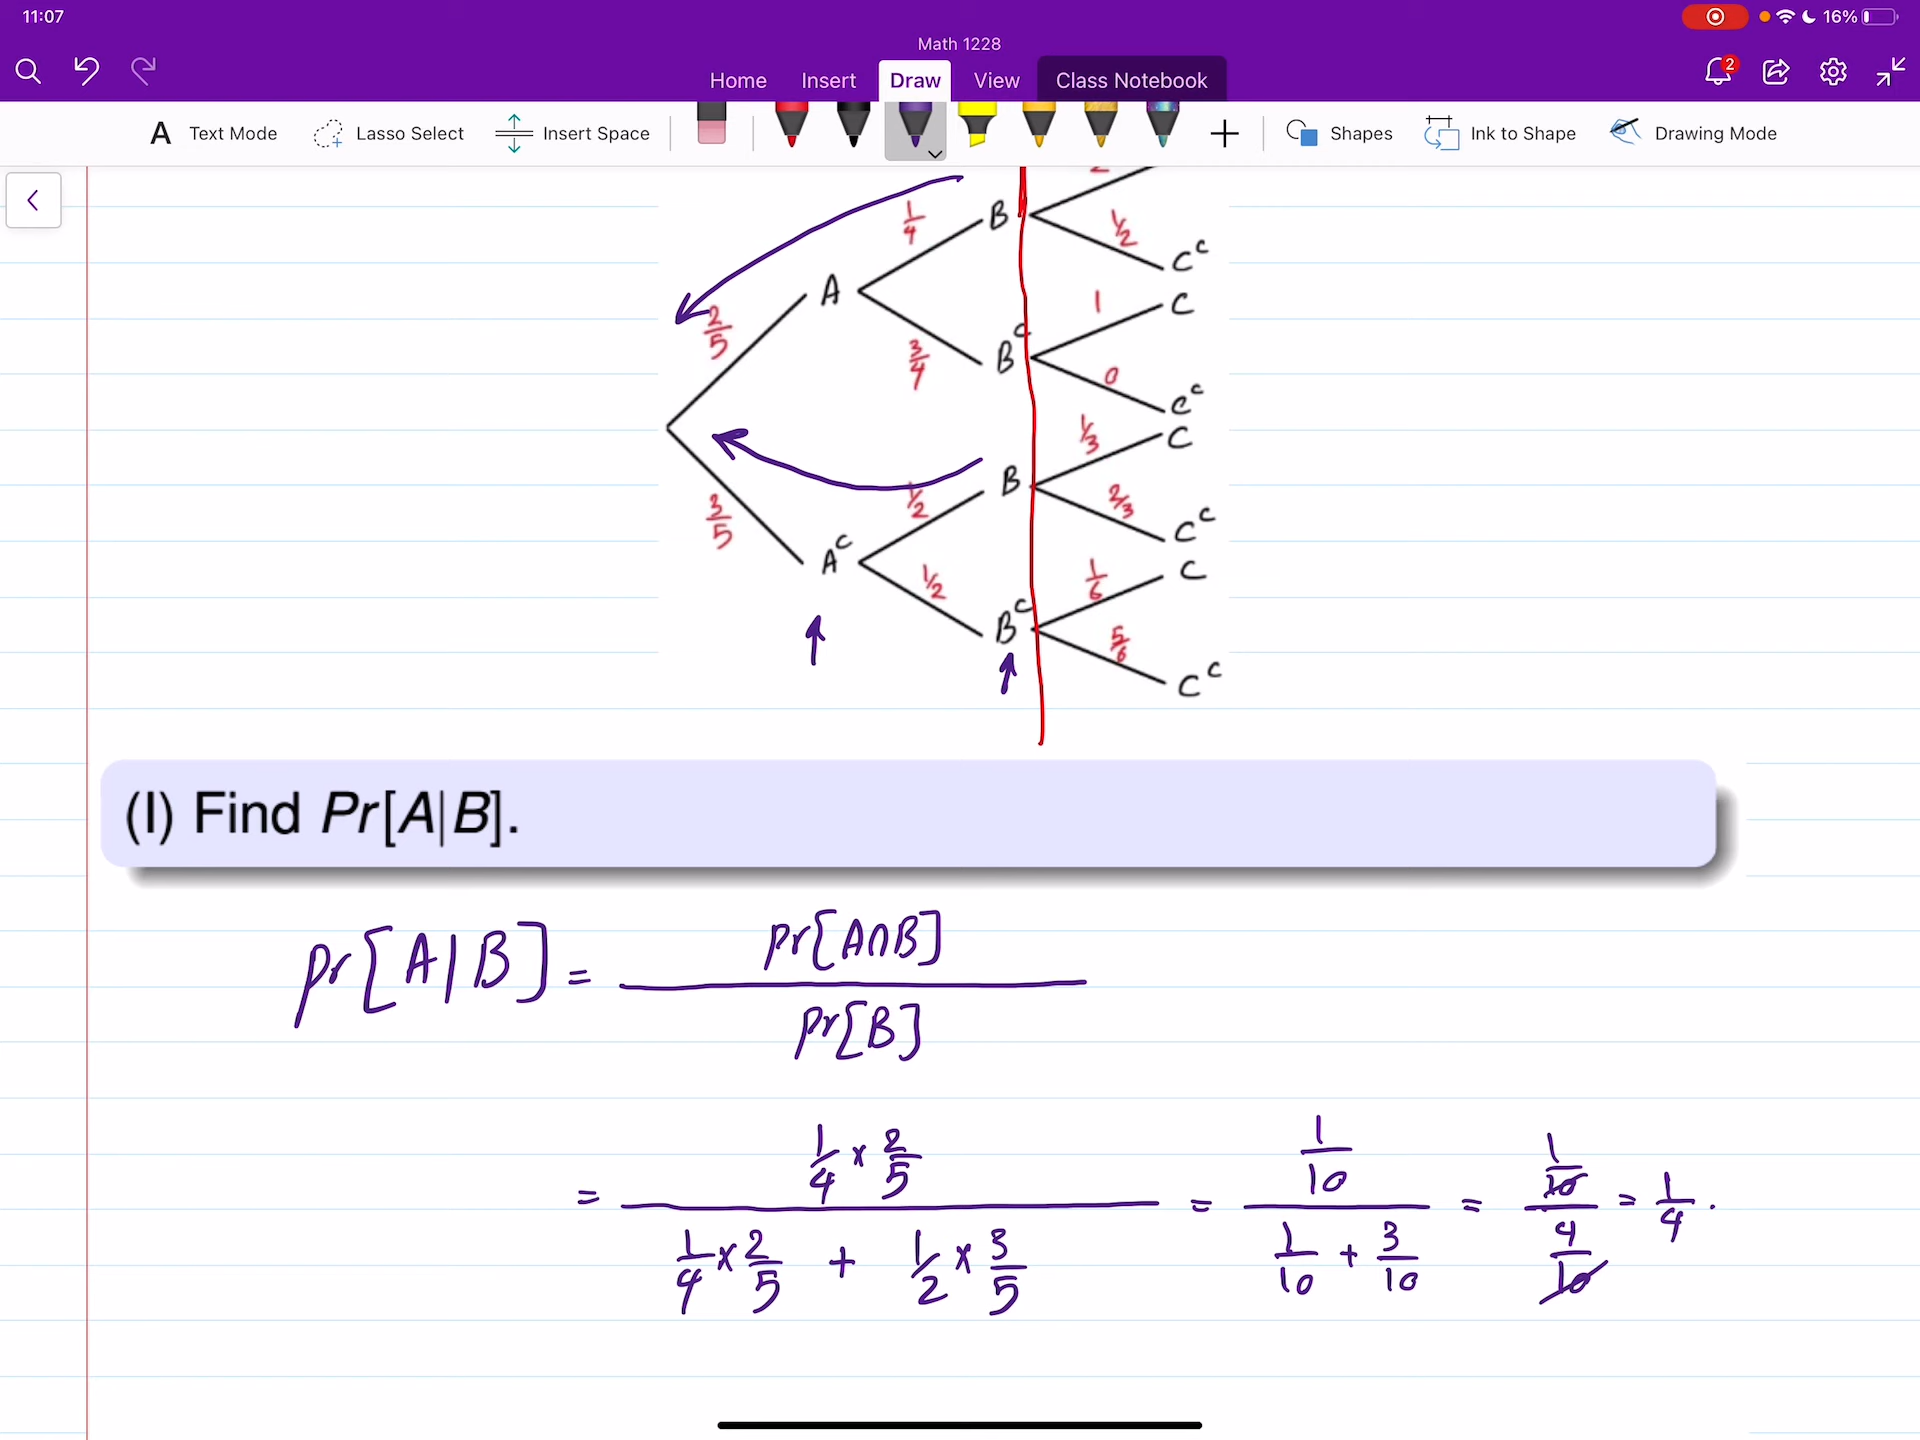 11:07
16%
Math 1228
2
Home Insert Draw View Class Notebook
A Text Mode Lasso Select Insert Space Shapes Ink to Shape Drawing Mode
1/4 B 1/2 C^c
2/5 A 1 C
3/4 B^c 0 C^c
1/3 C
3/5 1/2 B 2/3 C^c
A^c 1/2 1/6 C
B^c 5/6 C^c
(I) Find Pr[A|B].
pr[A|B] = pr[A∩B] / pr[B]
= (1/4 × 2/5) / (1/4 × 2/5 + 1/2 × 3/5) = (1/10) / (1/10 + 3/10) = (1/10) / (4/10) = 1/4.